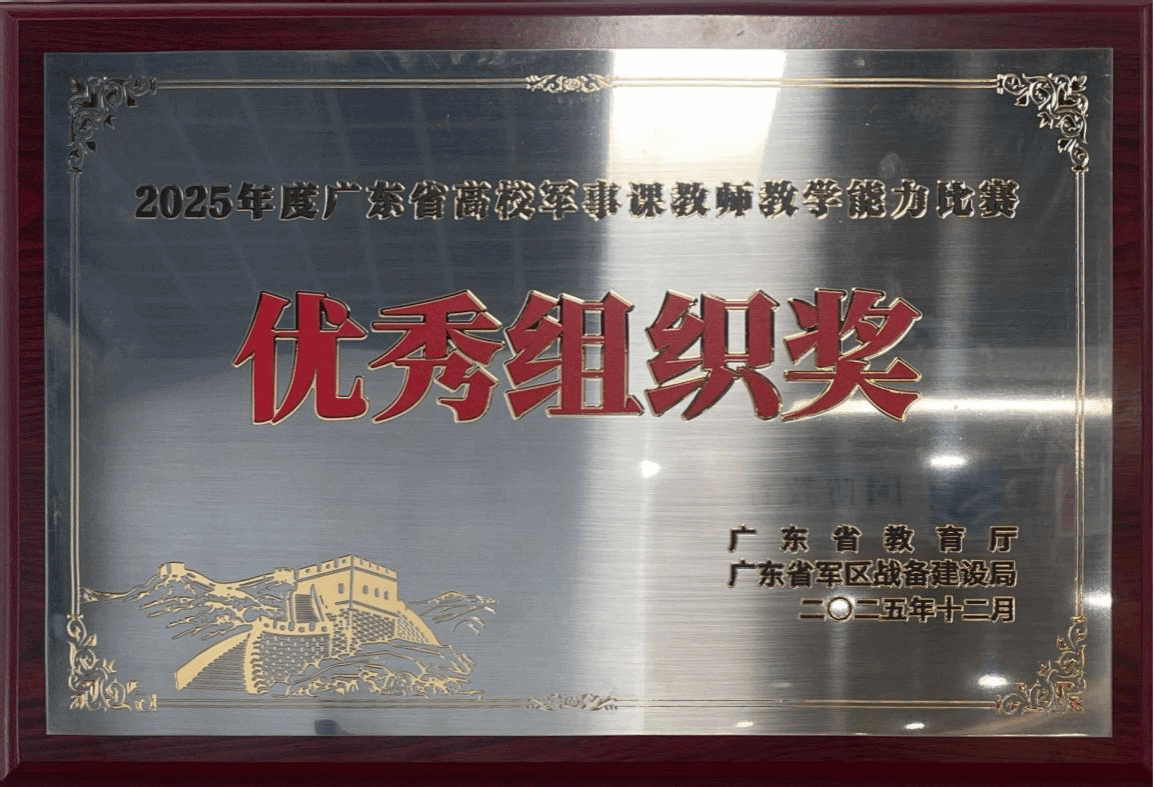 2025年度广东省高校军事课教师教学能力比赛
优秀组织奖
广东省教育厅
广东省军区战备建设局
二〇二五年十二月